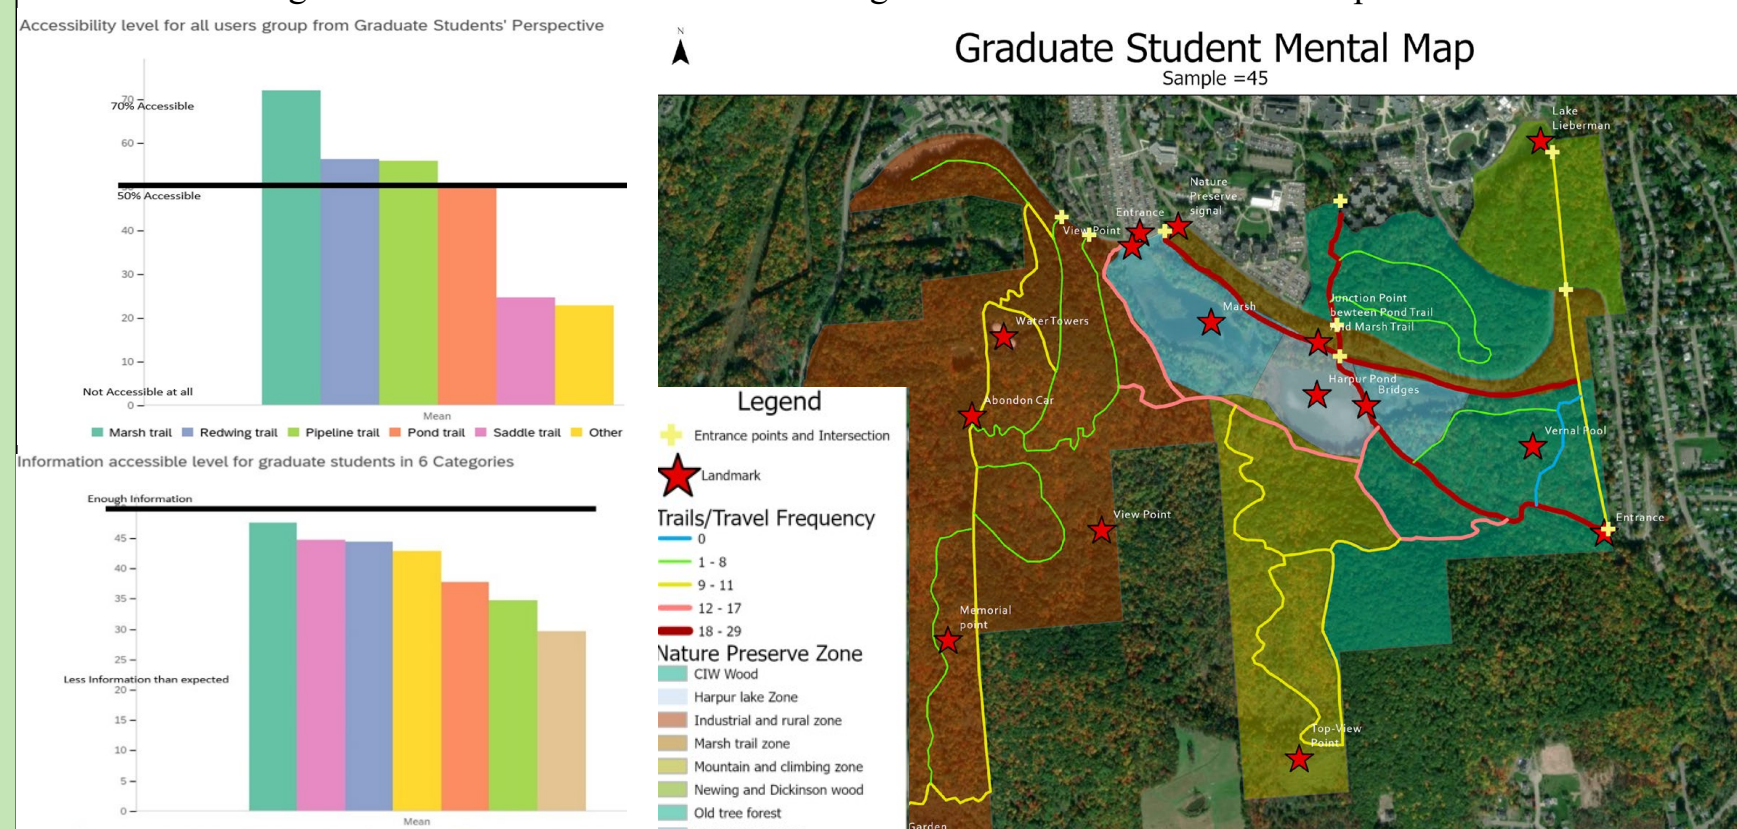 Accessibility level for all users group from Graduate Students' Perspective
70
70% Accessible
60
50% Accessible
40
30
20
10
Not Accessible at all
0
Mean
Marsh trail Redwing trail Pipeline trail Pond trail Saddle trail Other
Information accessible level for graduate students in 6 Categories
Enough Information
45
40
35
30
25
Less Information than expected
20
15
10
5
0
Mean
N
Graduate Student Mental Map
Sample =45
Lake
Lieberman
Nature
Preserve
signal
Entrance
View Point
Marsh
Junction Point
bewteen Pond Trail
and Marsh Trail
Water Towers
Harpur Pond
Bridges
Abondon Car
Vernal Pool
View Point
Entrance
Memorial
point
Top-View
Point
Garden
Legend
Entrance points and Intersection
Landmark
Trails/Travel Frequency
0
1 - 8
9 - 11
12 - 17
18 - 29
Nature Preserve Zone
CIW Wood
Harpur lake Zone
Industrial and rural zone
Marsh trail zone
Mountain and climbing zone
Newing and Dickinson wood
Old tree forest